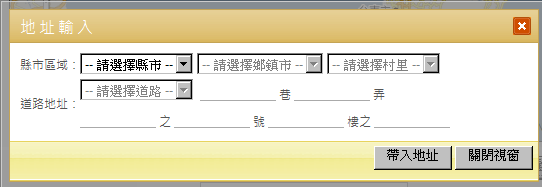 地址輸入
縣市區域： -- 請選擇縣市 -- -- 請選擇鄉鎮市 -- -- 請選擇村里 --
道路地址： -- 請選擇道路 -- 巷 弄
之 號 樓之
帶入地址 關閉視窗